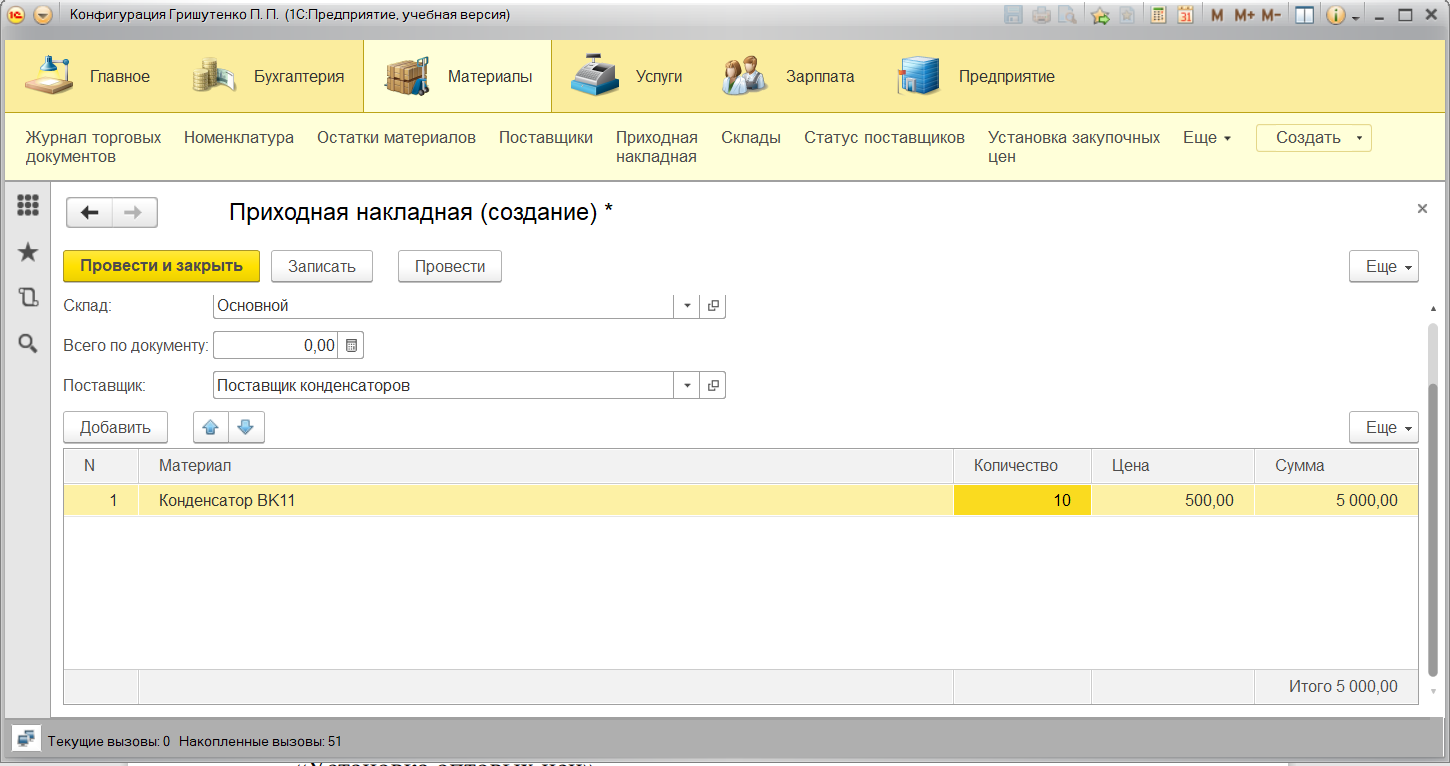 Конфигурация Гришутенко П. П. (1С:Предприятие, учебная версия)
31 M M+ M-
Главное Бухгалтерия Материалы Услуги Зарплата Предприятие
Журнал торговых документов Номенклатура Остатки материалов Поставщики Приходная накладная Склады Статус поставщиков Установка закупочных цен Еще Создать
Приходная накладная (создание) *
Провести и закрыть Записать Провести Еще
Склад: Основной
Всего по документу: 0,00
Поставщик: Поставщик конденсаторов
Добавить Еще
N Материал Количество Цена Сумма
1 Конденсатор ВК11 10 500,00 5 000,00
Итого 5 000,00
Текущие вызовы: 0 Накопленные вызовы: 51